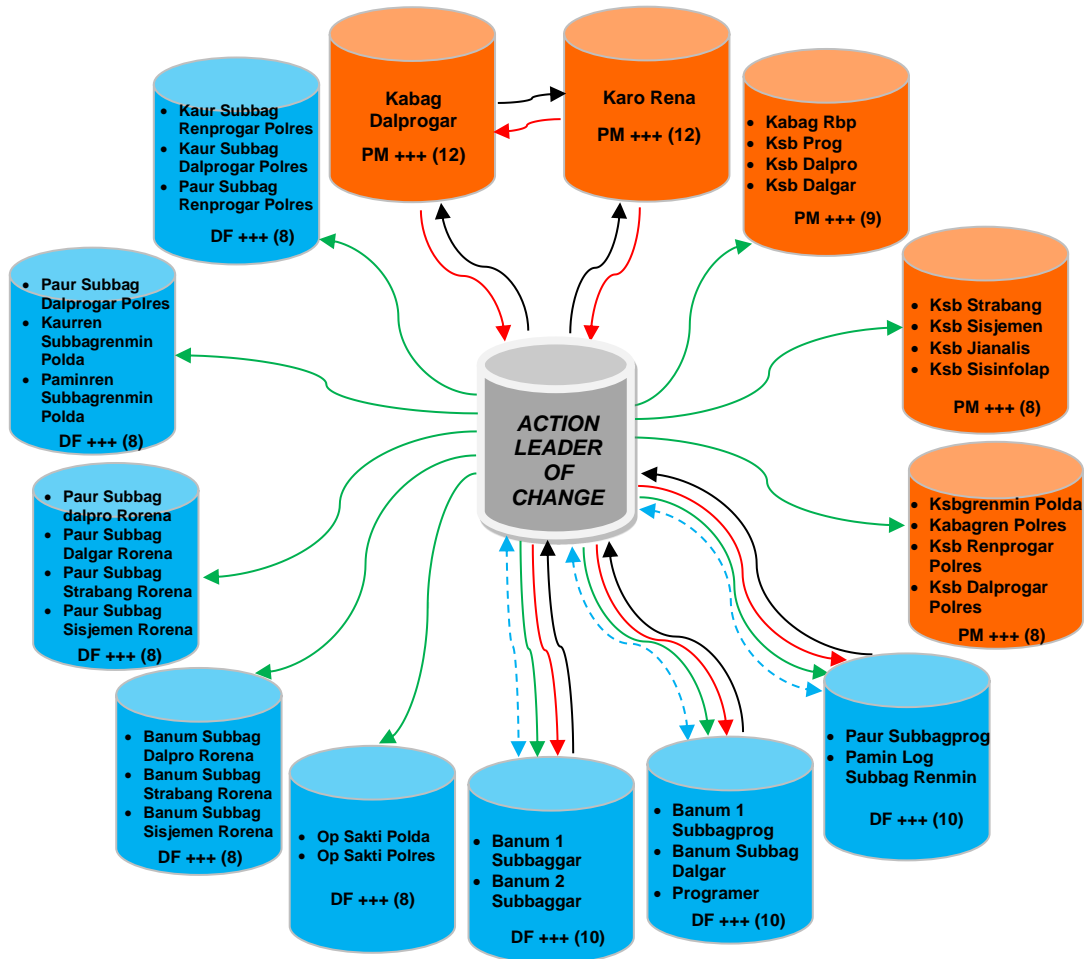 Kabag
Dalprogar
PM +++ (12)
Karo Rena
PM +++ (12)
• Kabag Rbp
• Ksb Prog
• Ksb Dalpro
• Ksb Dalgar
PM +++ (9)
• Ksb Strabang
• Ksb Sisjemen
• Ksb Jianalis
• Ksb Sisinfolap
PM +++ (8)
• Ksbgrenmin Polda
• Kabagren Polres
• Ksb Renprogar
Polres
• Ksb Dalprogar
Polres
PM +++ (8)
• Paur Subbagprog
• Pamin Log
Subbag Renmin
DF +++ (10)
• Banum 1
Subbagprog
• Banum Subbag
Dalgar
• Programer
DF +++ (10)
• Banum 1
Subbaggar
• Banum 2
Subbaggar
DF +++ (10)
• Op Sakti Polda
• Op Sakti Polres
DF +++ (8)
• Banum Subbag
Dalpro Rorena
• Banum Subbag
Strabang Rorena
• Banum Subbag
Sisjemen Rorena
DF +++ (8)
• Paur Subbag
dalpro Rorena
• Paur Subbag
Dalgar Rorena
• Paur Subbag
Strabang Rorena
• Paur Subbag
Sisjemen Rorena
DF +++ (8)
• Paur Subbag
Dalprogar Polres
• Kaurren
Subbagrenmin
Polda
• Paminren
Subbagrenmin
Polda
DF +++ (8)
• Kaur Subbag
Renprogar Polres
• Kaur Subbag
Dalprogar Polres
• Paur Subbag
Renprogar Polres
DF +++ (8)
ACTION
LEADER
OF
CHANGE